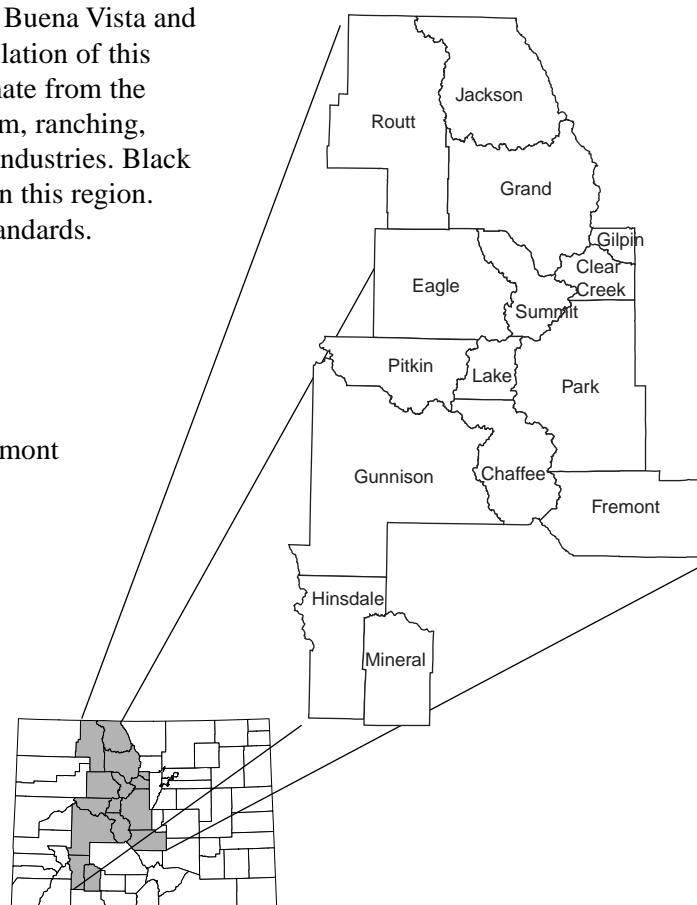 Buena Vista and
lation of this
nate from the
m, ranching,
ndustries. Black
n this region.
andards.
mont
Jackson
Routt
Grand
Gilpin
Clear
Creek
Eagle
Summit
Pitkin
Lake
Park
Gunnison
Chaffee
Fremont
Hinsdale
Mineral